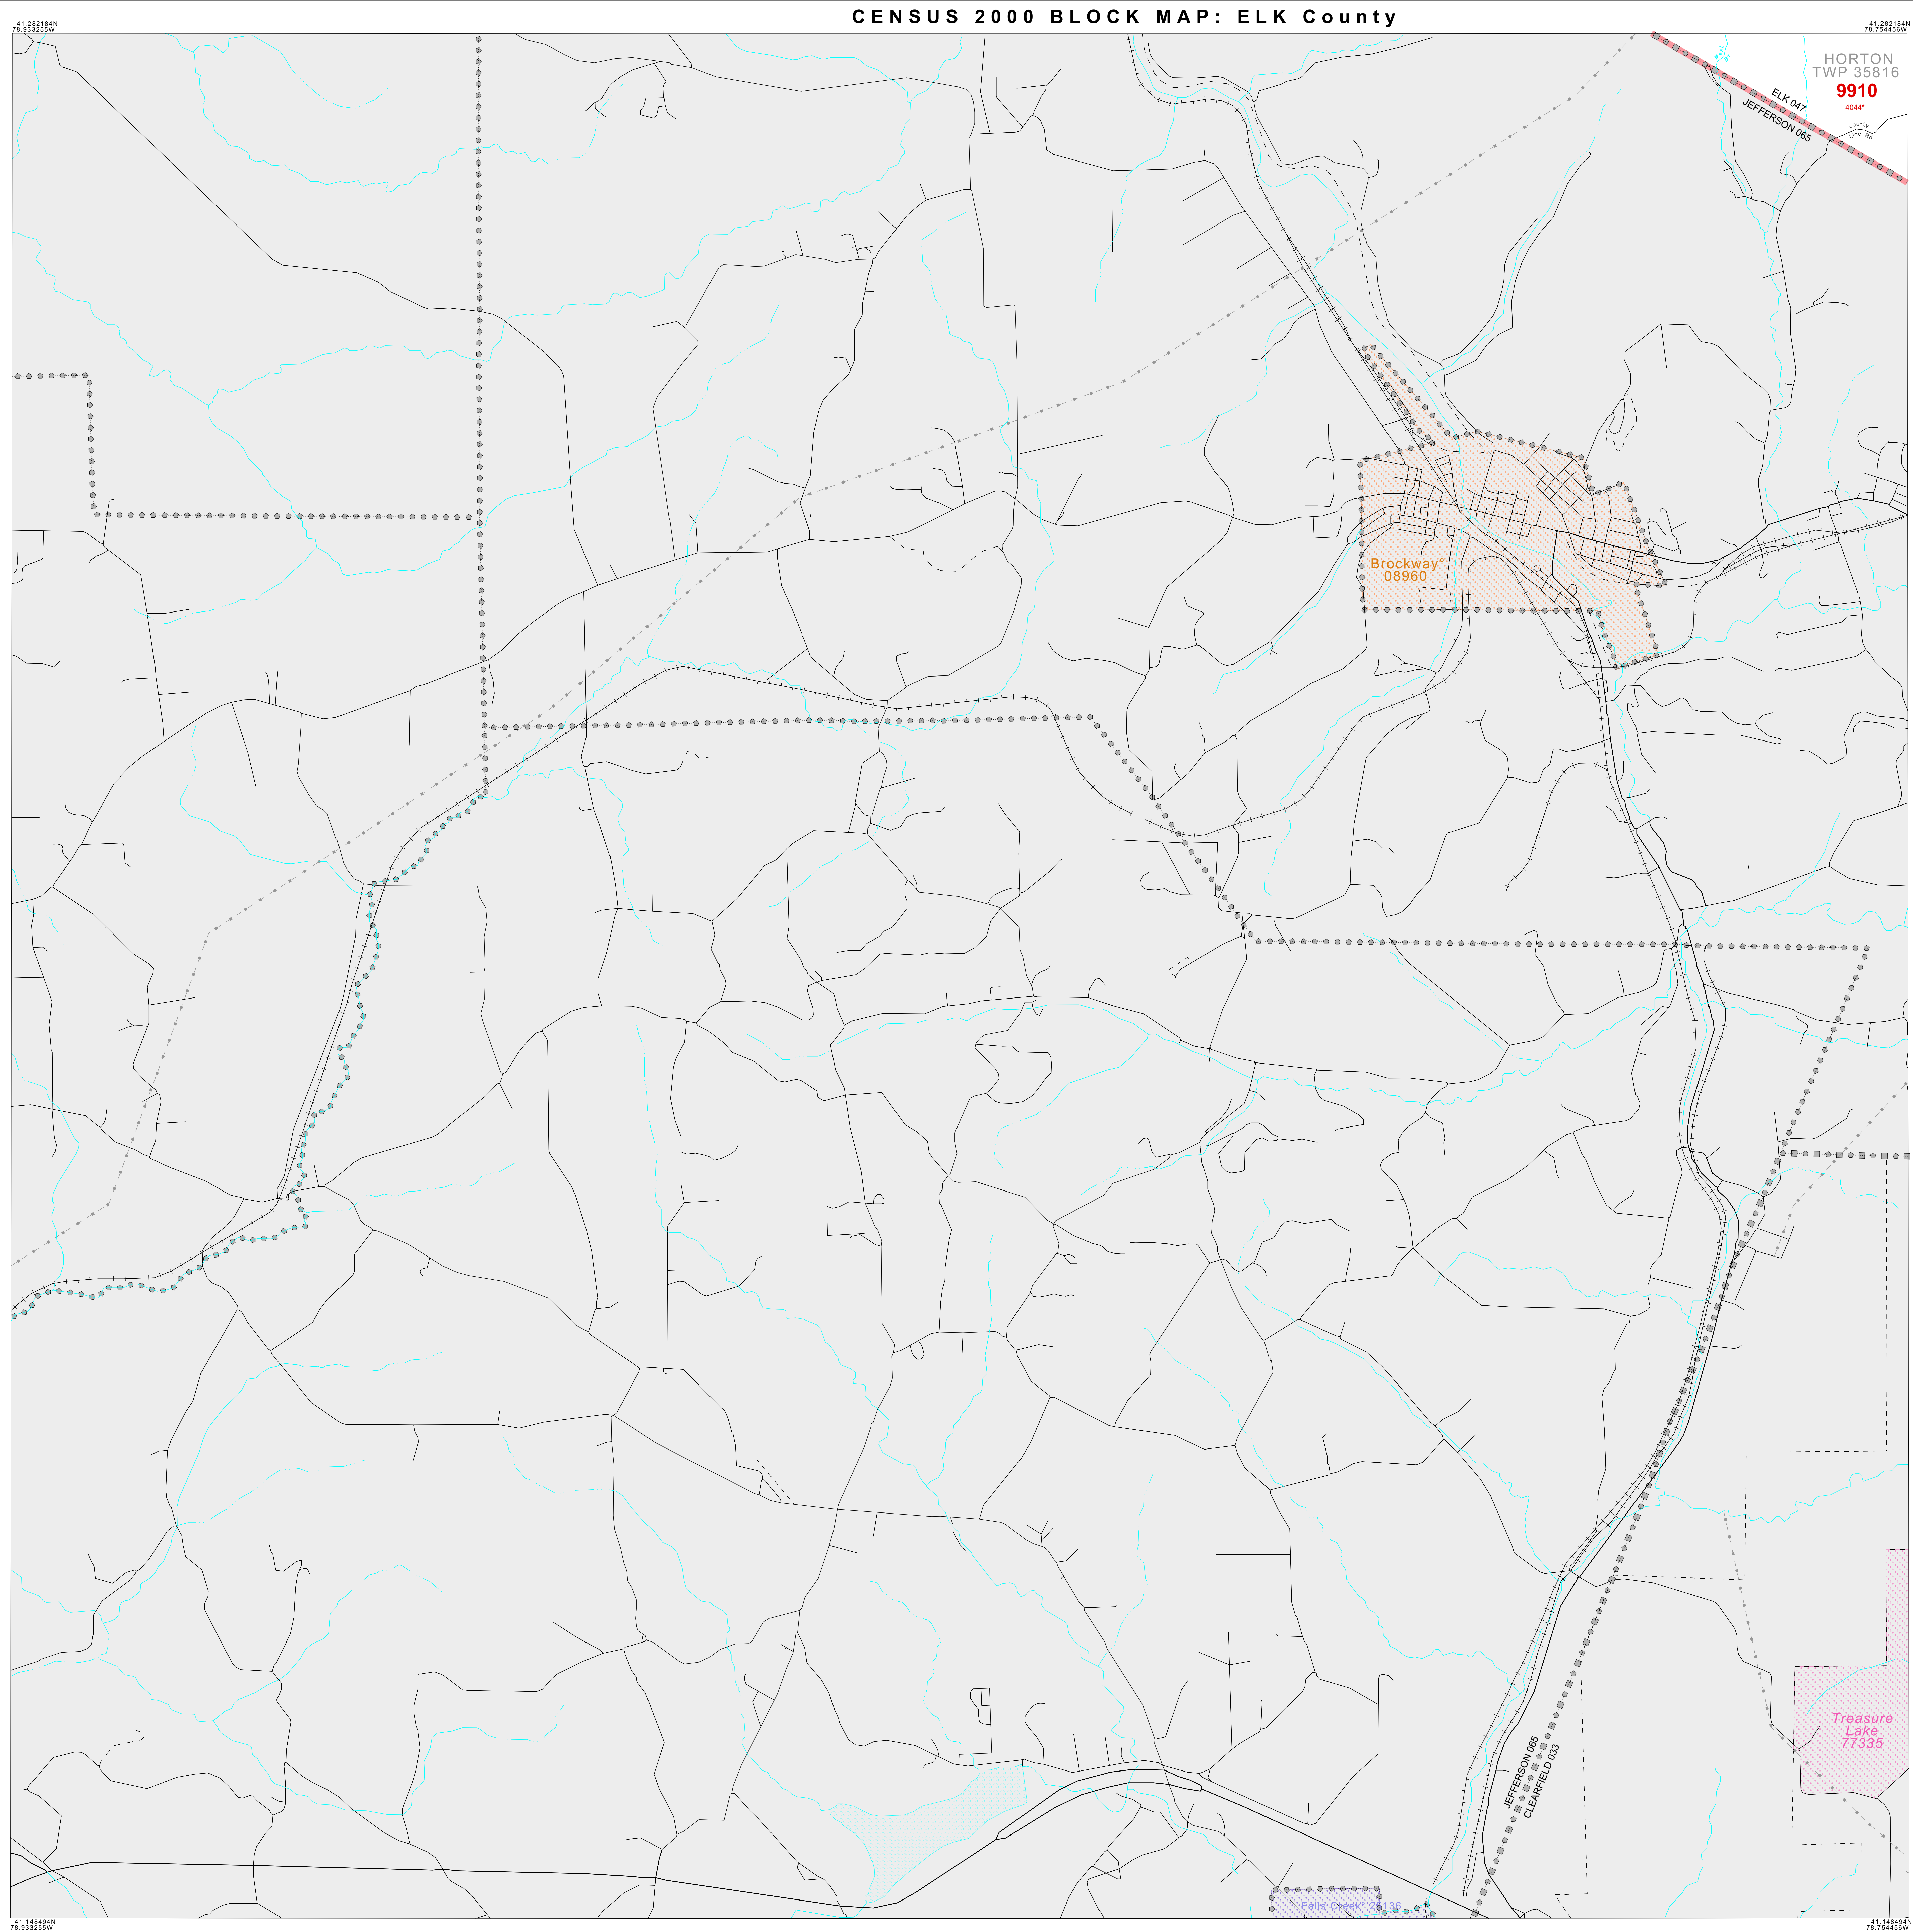 CENSUS 2000 BLOCK MAP: ELK County
41.282184N
78.933255W
41.282184N
78.754456W
HORTON
TWP 35816
9910
4044*
ELK 047
JEFFERSON 065
County
Line Rd
Brockway°
08960
Treasure
Lake
77335
JEFFERSON 065
CLEARFIELD 033
Falls Creek° 25136
41.148494N
78.933255W
41.148494N
78.754456W